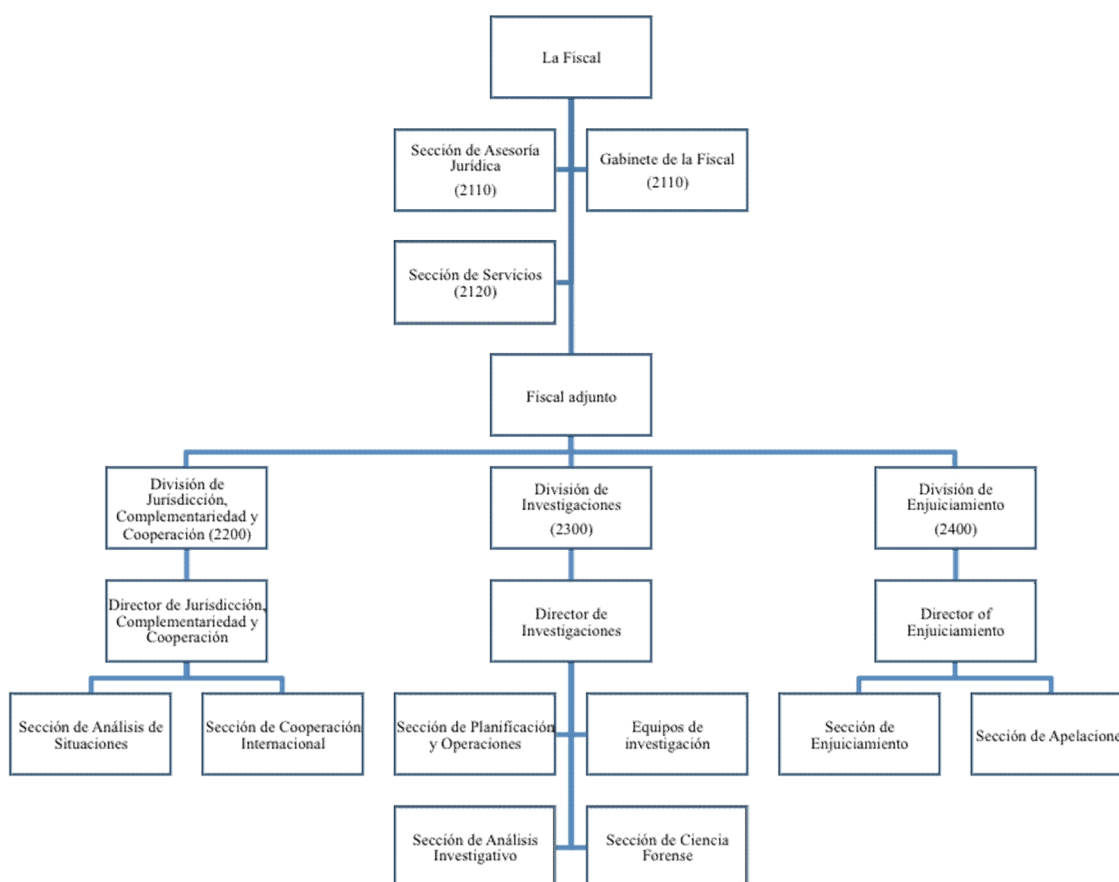 La Fiscal
Sección de Asesoría
Jurídica
(2110)
Gabinete de la Fiscal
(2110)
Sección de Servicios
(2120)
Fiscal adjunto
División de
Jurisdicción,
Complementariedad y
Cooperación (2200)
División de
Investigaciones
(2300)
División de
Enjuiciamiento
(2400)
Director de Jurisdicción,
Complementariedad y
Cooperación
Director de
Investigaciones
Director of
Enjuiciamiento
Sección de Análisis de
Situaciones
Sección de Cooperación
Internacional
Sección de Planificación
y Operaciones
Equipos de
investigación
Sección de
Enjuiciamiento
Sección de Apelacione
Sección de Análisis
Investigativo
Sección de Ciencia
Forense